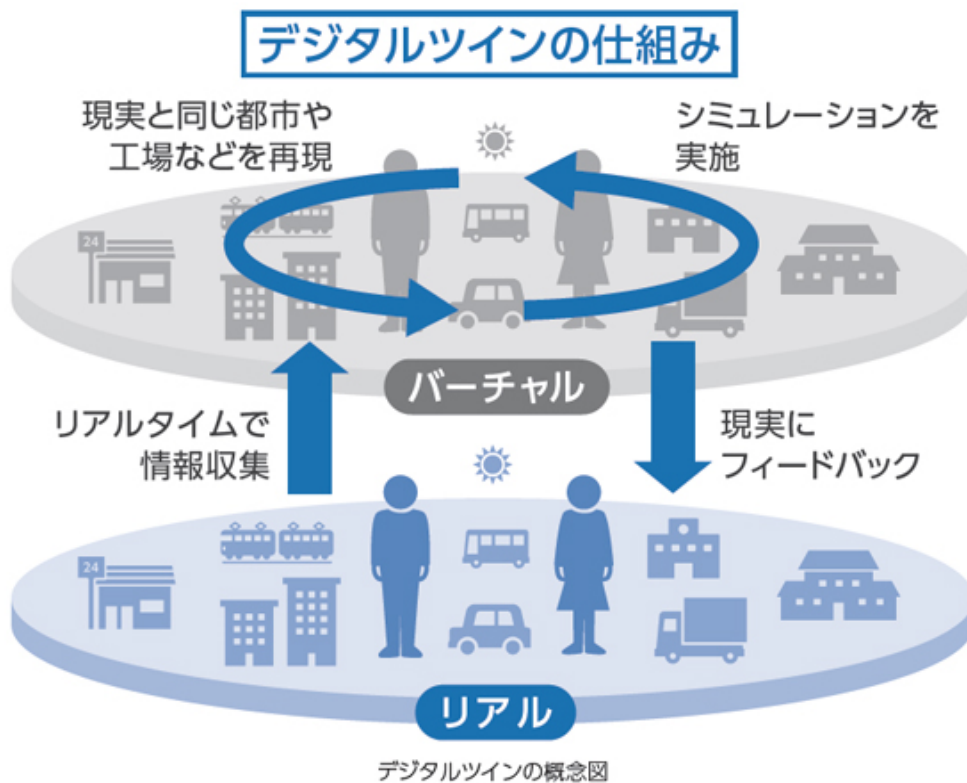 デジタルツインの仕組み
現実と同じ都市や
工場などを再現
シミュレーションを
実施
24
バーチャル
リアルタイムで
情報収集
現実に
フィードバック
24
リアル
デジタルツインの概念図